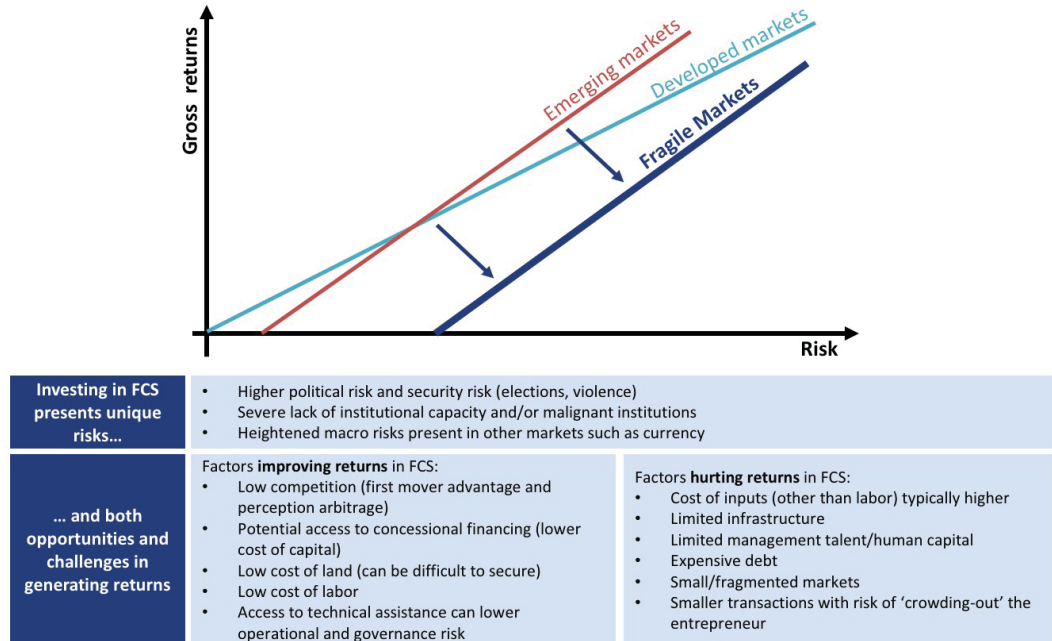 Gross returns
Emerging markets
Developed markets
Fragile Markets
Risk
Investing in FCS
presents unique
risks...
• Higher political risk and security risk (elections, violence)
• Severe lack of institutional capacity and/or malignant institutions
• Heightened macro risks present in other markets such as currency
... and both
opportunities and
challenges in
generating returns
Factors improving returns in FCS:
• Low competition (first mover advantage and
perception arbitrage)
• Potential access to concessional financing (lower
cost of capital)
• Low cost of land (can be difficult to secure)
• Low cost of labor
• Access to technical assistance can lower
operational and governance risk
Factors hurting returns in FCS:
• Cost of inputs (other than labor) typically higher
• Limited infrastructure
• Limited management talent/human capital
• Expensive debt
• Small/fragmented markets
• Smaller transactions with risk of ‘crowding-out’ the
entrepreneur